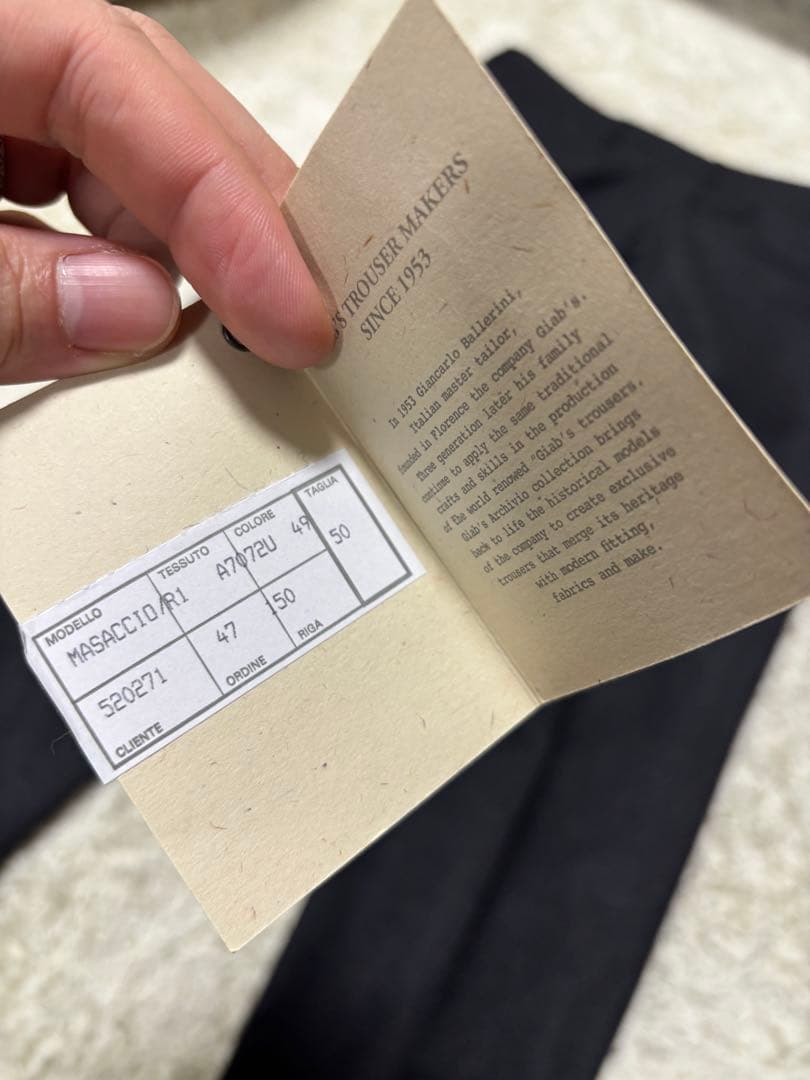 MODELLO TESSUTO COLORE TAGLIA
MASACCIO/R1 A7072U 49 50
520271 47 150
CLIENTE ORDINE RIGA
'S TROUSER MAKERS
SINCE 1953
In 1953 Giancarlo Ballerini,
Italian master tailor,
founded in Florence the company Giab's.
Three generation later his family
continue to apply the same traditional
crafts and skills in the production
of the world renowed "Giab's trousers.
Giab's Archivio collection brings
back to life the historical models
of the company to create exclusive
trousers that merge its heritage
with modern fitting,
fabrics and make.